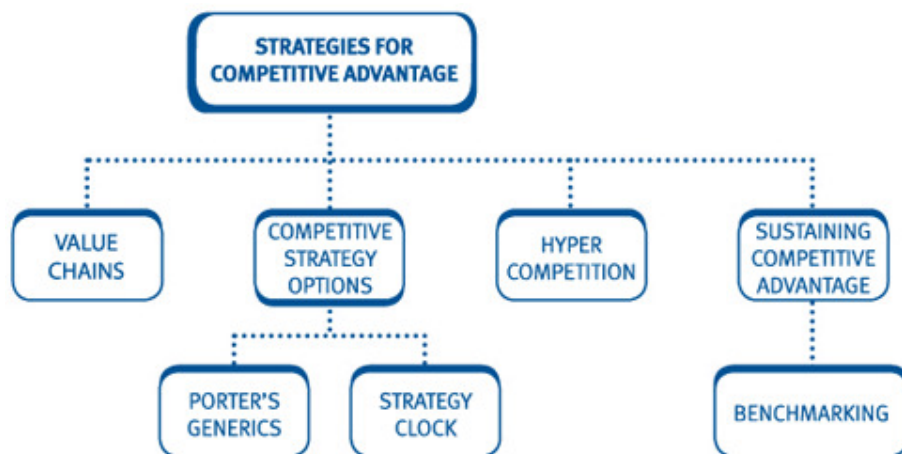 STRATEGIES FOR
COMPETITIVE ADVANTAGE
VALUE
CHAINS
COMPETITIVE
STRATEGY
OPTIONS
HYPER
COMPETITION
SUSTAINING
COMPETITIVE
ADVANTAGE
PORTER'S
GENERICS
STRATEGY
CLOCK
BENCHMARKING